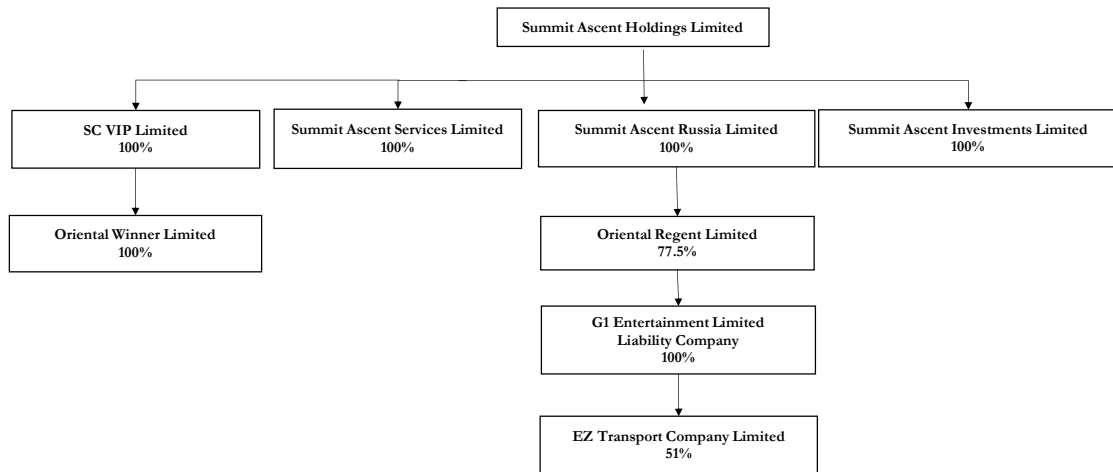 Summit Ascent Holdings Limited
SC VIP Limited
100%
Summit Ascent Services Limited
100%
Summit Ascent Russia Limited
100%
Summit Ascent Investments Limited
100%
Oriental Winner Limited
100%
Oriental Regent Limited
77.5%
G1 Entertainment Limited
Liability Company
100%
EZ Transport Company Limited
51%